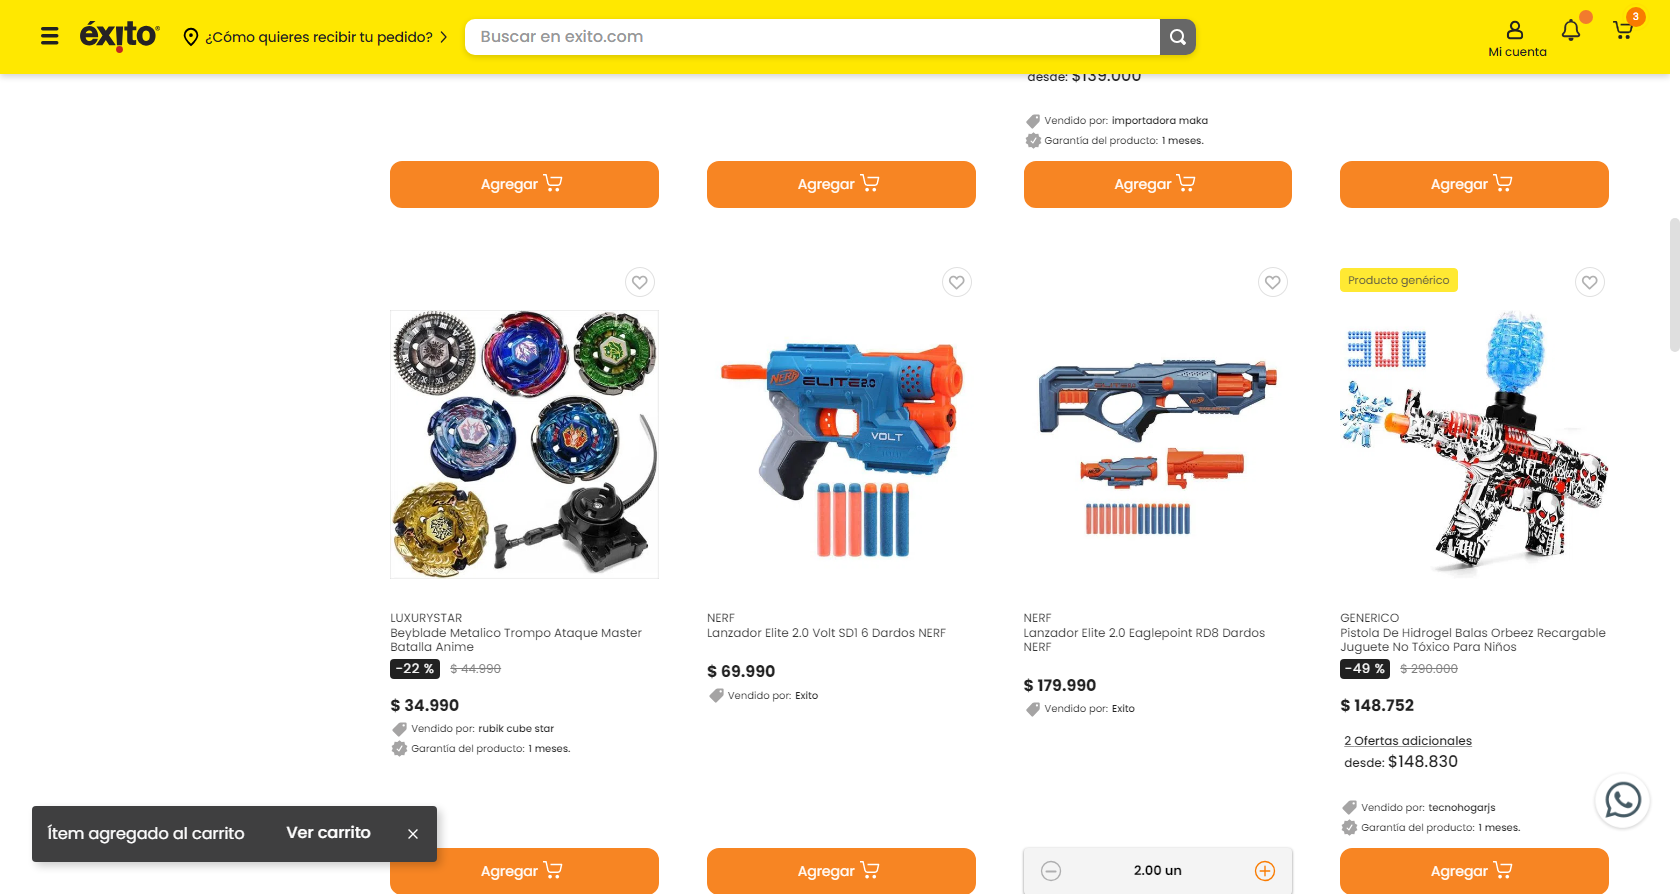 éxito
¿Cómo quieres recibir tu pedido?
Buscar en exito.com
Mi cuenta
3
desde: $139.000
Vendido por: importadora maka
Garantía del producto: 1 meses.
Agregar
Agregar
Agregar
Agregar
Producto genérico
NERF ELITE 2.0
VOLT
300
LUXURYSTAR
Beyblade Metalico Trompo Ataque Master
Batalla Anime
-22 % $ 44.990
$ 34.990
Vendido por: rubik cube star
Garantía del producto: 1 meses.
NERF
Lanzador Elite 2.0 Volt SD1 6 Dardos NERF
$ 69.990
Vendido por: Exito
NERF
Lanzador Elite 2.0 Eaglepoint RD8 Dardos
NERF
$ 179.990
Vendido por: Exito
GENERICO
Pistola De Hidrogel Balas Orbeez Recargable
Juguete No Tóxico Para Niños
-49 % $ 290.000
$ 148.752
2 Ofertas adicionales
desde: $148.830
Vendido por: tecnohogarjs
Garantía del producto: 1 meses.
Ítem agregado al carrito Ver carrito
Agregar
Agregar
2.00 un
Agregar